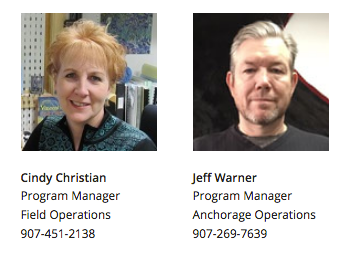 Cindy Christian
Program Manager
Field Operations
907-451-2138
Jeff Warner
Program Manager
Anchorage Operations
907-269-7639